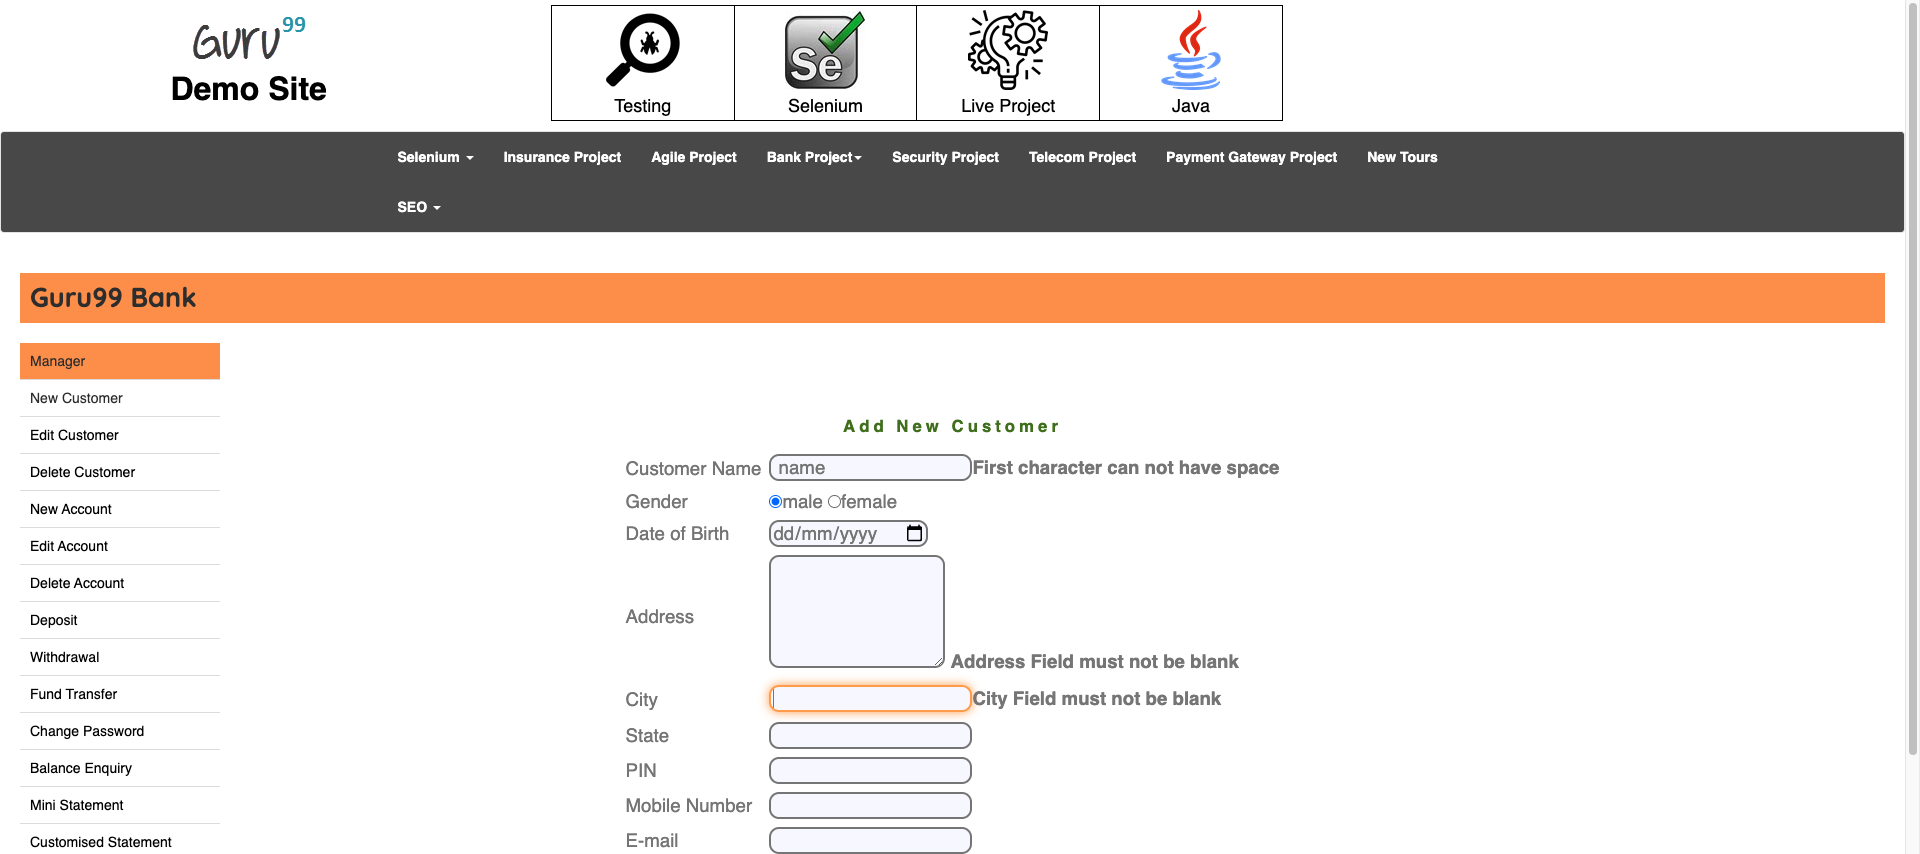 Guru99
Demo Site
Se
Testing
Selenium
Live Project
Java
Selenium
Insurance Project
Agile Project
Bank Project
Security Project
Telecom Project
Payment Gateway Project
New Tours
SEO
Guru99 Bank
Manager
New Customer
Edit Customer
Delete Customer
New Account
Edit Account
Delete Account
Deposit
Withdrawal
Fund Transfer
Change Password
Balance Enquiry
Mini Statement
Customised Statement
Add New Customer
Customer Name name First character can not have space
Gender male female
Date of Birth dd/mm/yyyy
Address Address Field must not be blank
City City Field must not be blank
State
PIN
Mobile Number
E-mail